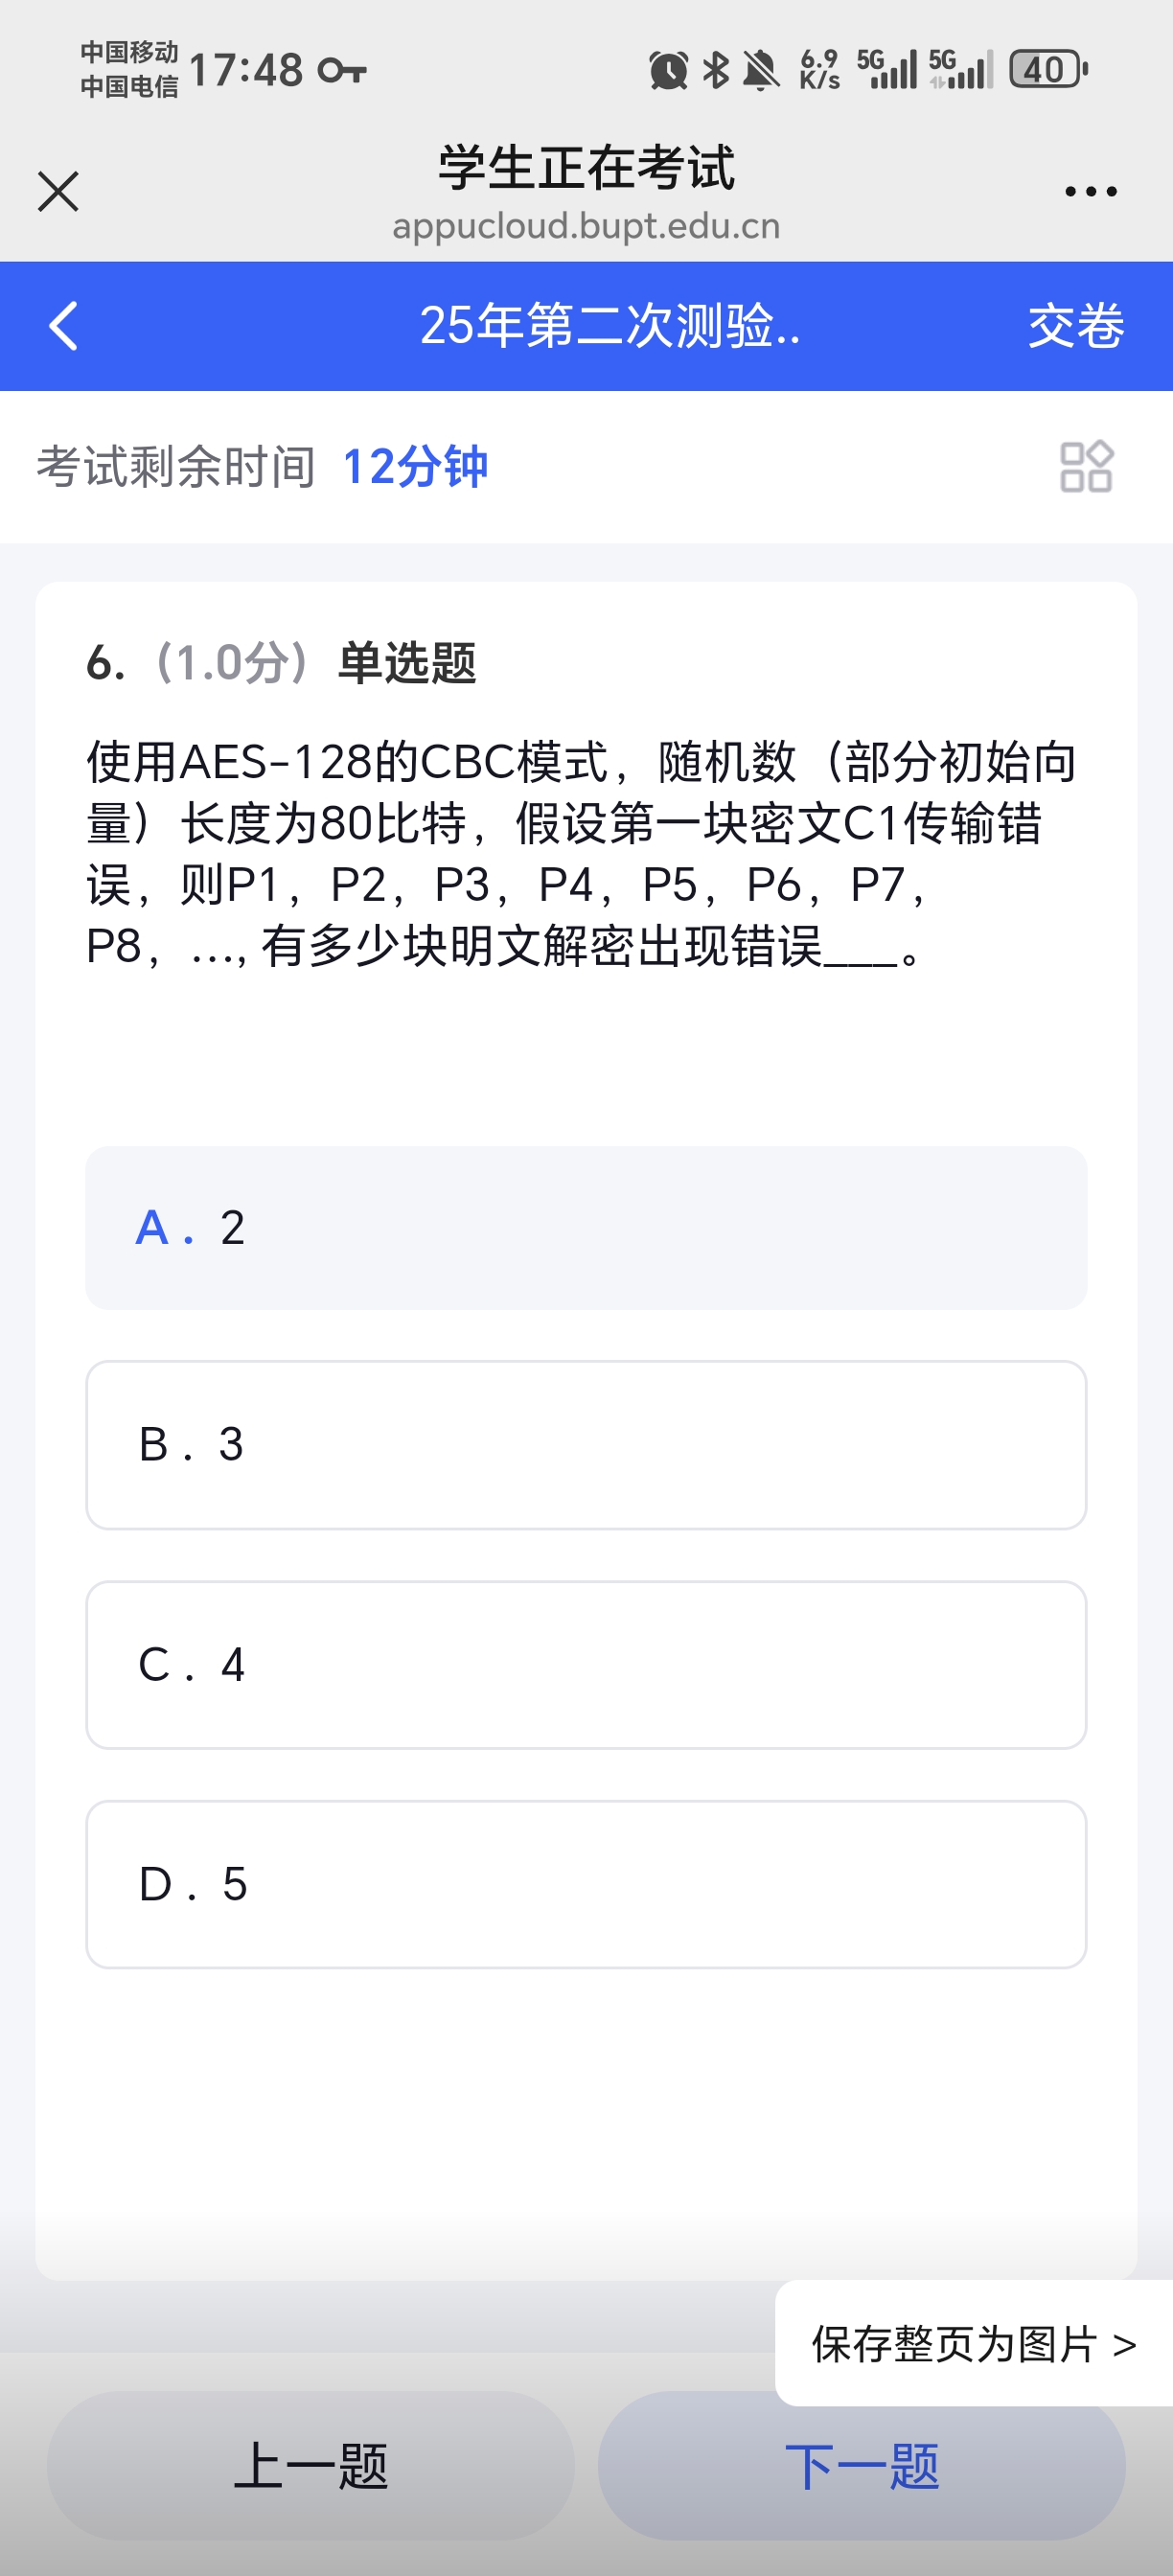 中国移动
中国电信
17:48
6.9
K/s
5G
5G
40
学生正在考试
appucloud.bupt.edu.cn
25年第二次测验..
交卷
考试剩余时间 12分钟
6.（1.0分）单选题
使用AES-128的CBC模式，随机数（部分初始向
量）长度为80比特，假设第一块密文C1传输错
误，则P1，P2，P3，P4，P5，P6，P7，
P8，…, 有多少块明文解密出现错误___。
A . 2
B . 3
C . 4
D . 5
保存整页为图片 >
上一题
下一题